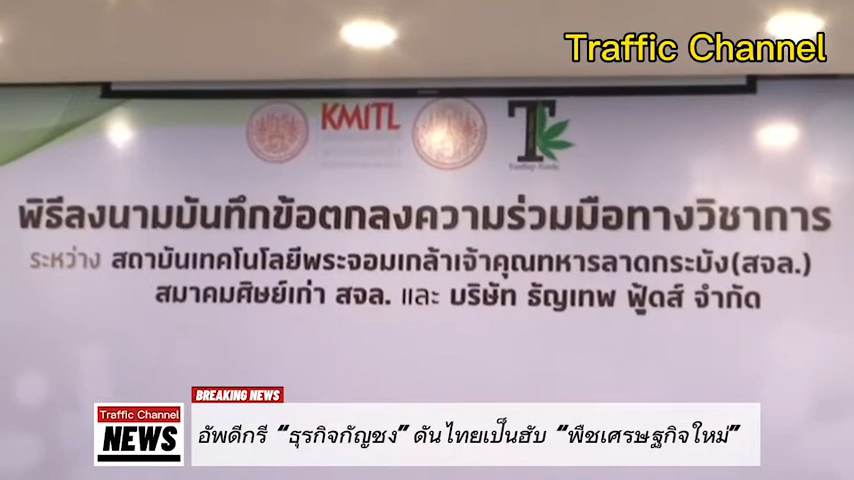 Traffic Channel
KMITL
T
พิธีลงนามบันทึกข้อตกลงความร่วมมือทางวิชาการ
ระหว่าง สถาบันเทคโนโลยีพระจอมเกล้าเจ้าคุณทหารลาดกระบัง(สจล.)
สมาคมศิษย์เก่า สจล. และ บริษัท ธัญเทพ ฟู้ดส์ จำกัด
BREAKING NEWS
Traffic Channel
NEWS
อัพดีกรี “ธุรกิจกัญชง” ดันไทยเป็นฮับ “พืชเศรษฐกิจใหม่”